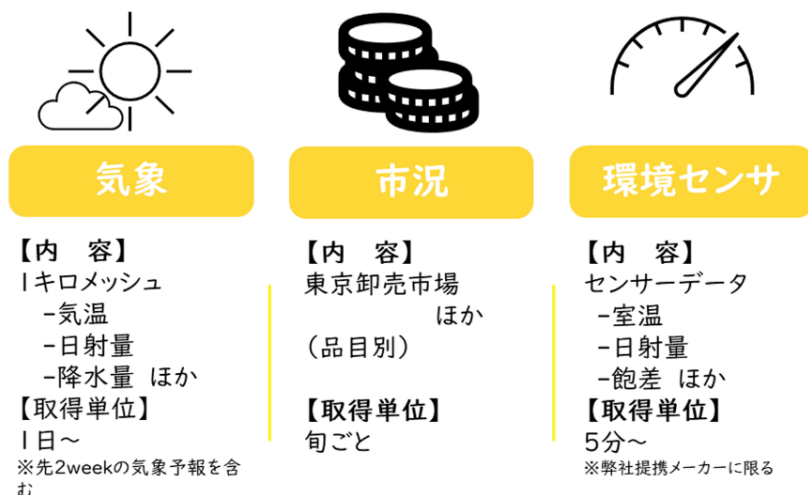 気象
【内　容】
1キロメッシュ
-気温
-日射量
-降水量 ほか
【取得単位】
1日～
※先2weekの気象予報を含
む
市況
【内　容】
東京卸売市場
ほか
（品目別）
【取得単位】
旬ごと
環境センサ
【内　容】
センサーデータ
-室温
-日射量
-飽差 ほか
【取得単位】
5分～
※弊社提携メーカーに限る